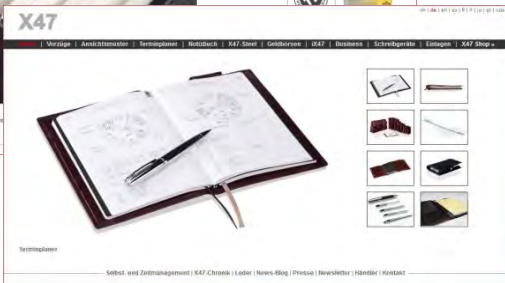 X47
| Vorzüge | Ansichtsmuster | Terminplaner | Notizbuch | X47-Steel | Geldbörsen | iX47 | Business | Schreibgeräte | Einlagen | X47 Shop »
Terminplaner
Selbst- und Zeitmanagement | X47-Chronik | Leder | News-Blog | Presse | Newsletter | Händler | Kontakt